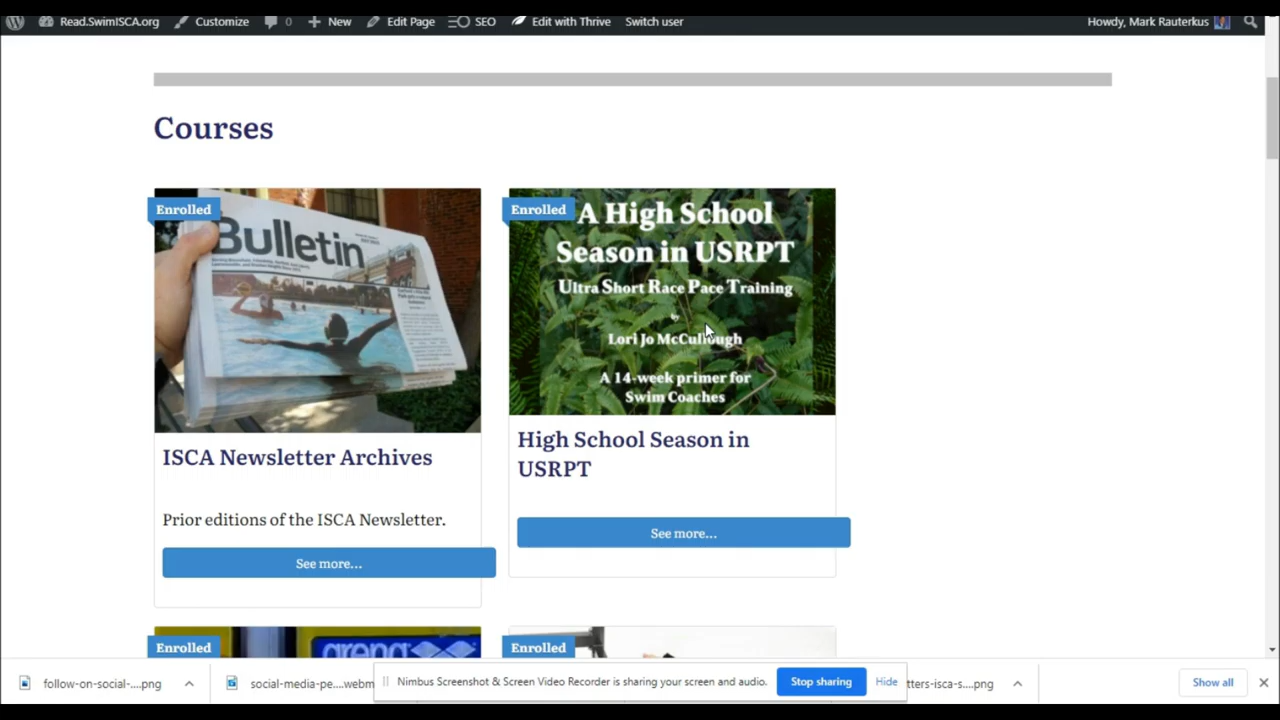 Read.SwimISCA.org Customize 0 New Edit Page SEO Edit with Thrive Switch user Howdy, Mark Rauterkus
Courses
Enrolled
Bulletin
ISCA Newsletter Archives
Prior editions of the ISCA Newsletter.
See more...
Enrolled
A High School
Season in USRPT
Ultra Short Race Pace Training
by
Lori Jo McCullough
A 14-week primer for
Swim Coaches
High School Season in
USRPT
See more...
Enrolled
arena
Enrolled
follow-on-social-....png social-media-pe....webm Nimbus Screenshot & Screen Video Recorder is sharing your screen and audio. Stop sharing Hide tters-isca-s....png Show all